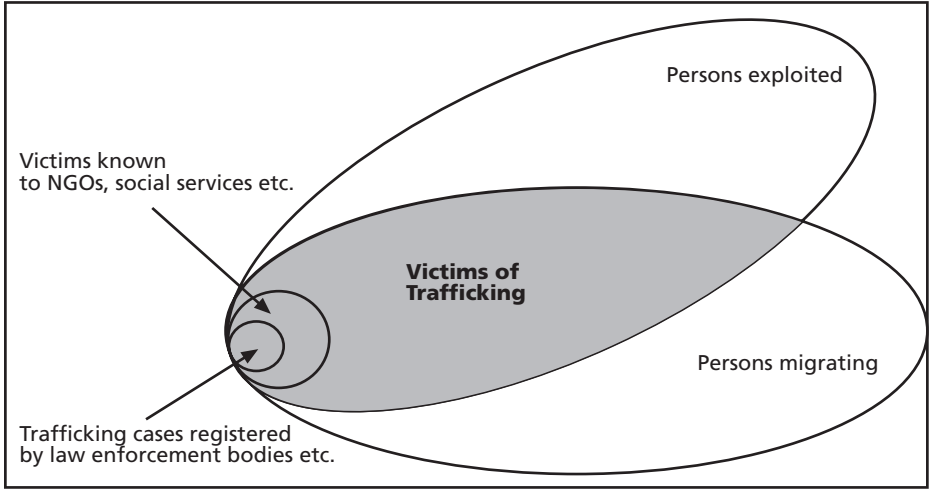 Persons exploited
Victims known
to NGOs, social services etc.
Victims of
Trafficking
Persons migrating
Trafficking cases registered
by law enforcement bodies etc.